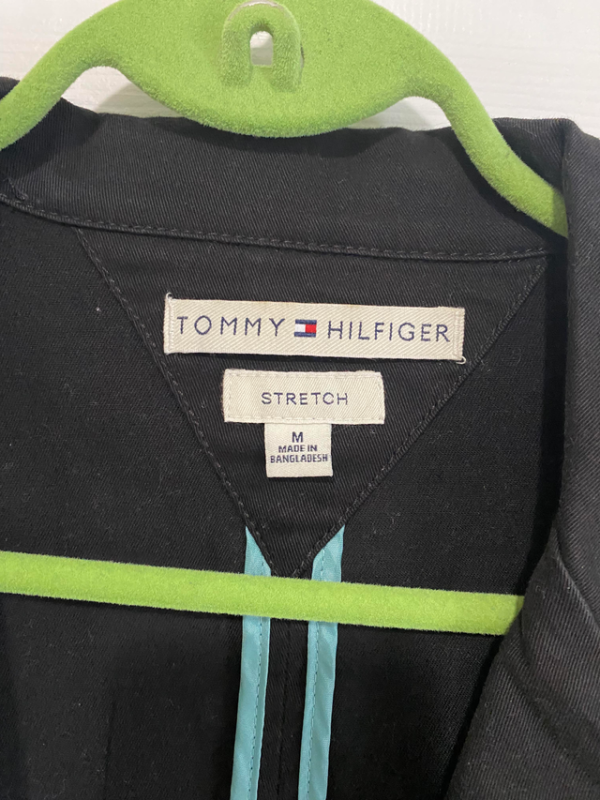 TOMMY HILFIGER
STRETCH
M
MADE IN
BANGLADESH